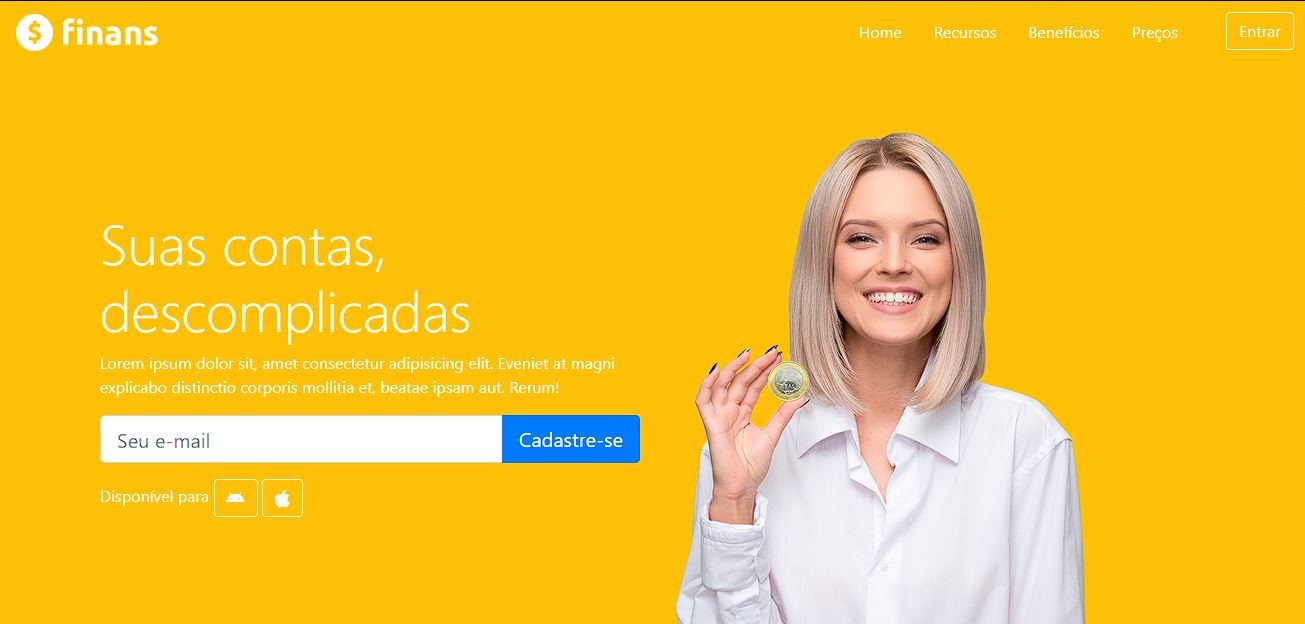 finans
Home
Recursos
Benefícios
Preços
Entrar
Suas contas,
descomplicadas
Lorem ipsum dolor sit, amet consectetur adipisicing elit. Eveniet at magni
explicabo distinctio corporis mollitia et, beatae ipsam aut. Rerum!
Seu e-mail
Cadastre-se
Disponível para